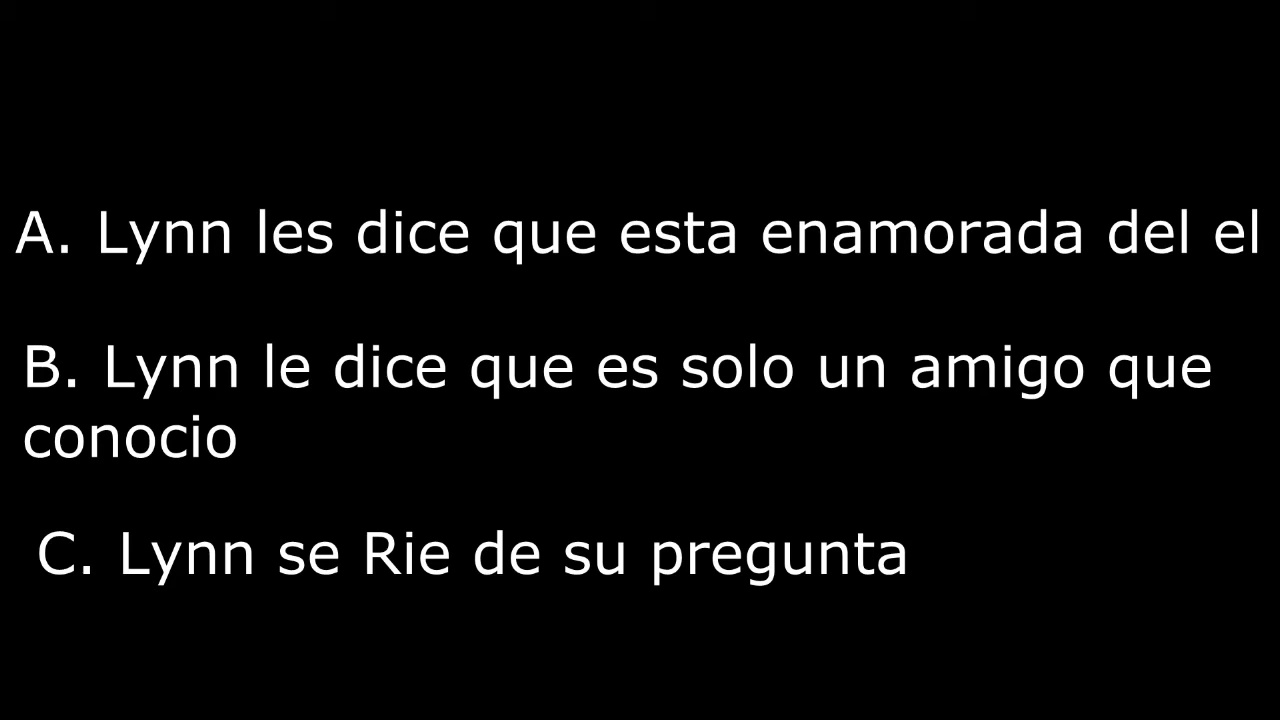 A. Lynn les dice que esta enamorada del el
B. Lynn le dice que es solo un amigo que
conocio
C. Lynn se Rie de su pregunta